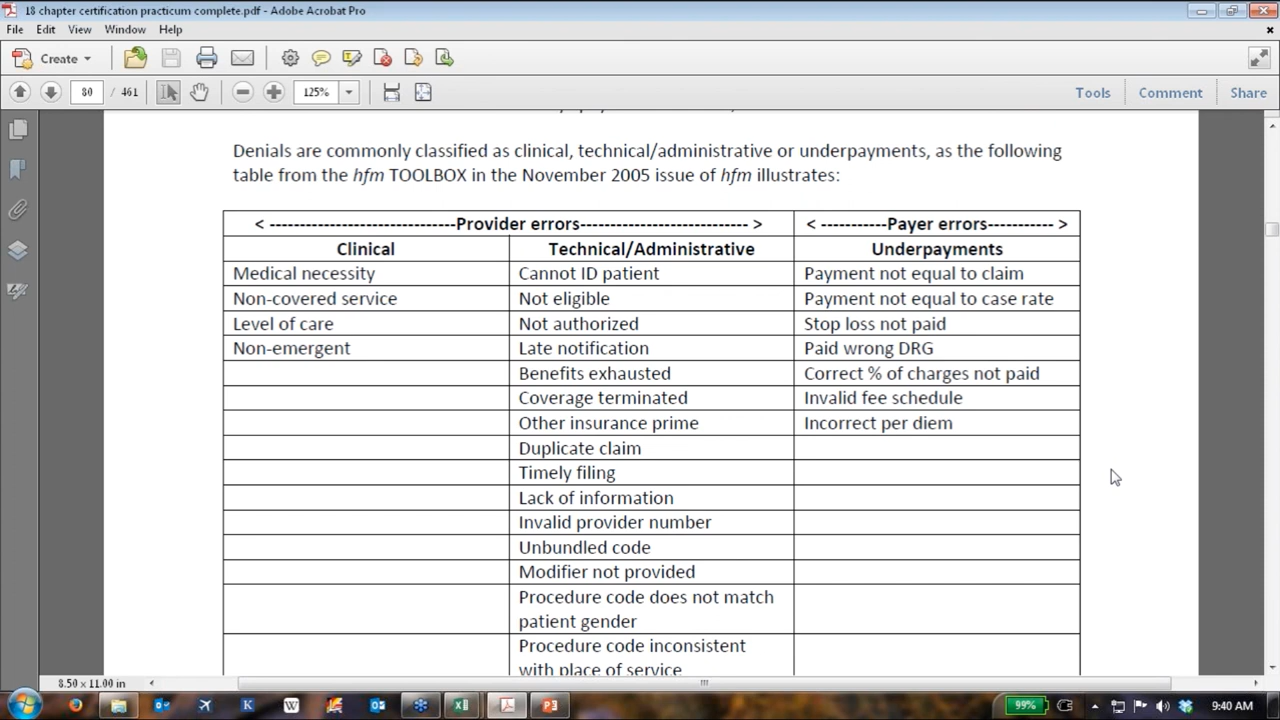 18 chapter certification practicum complete.pdf - Adobe Acrobat Pro
File Edit View Window Help
Create
80 / 461 125% Tools Comment Share
Denials are commonly classified as clinical, technical/administrative or underpayments, as the following
table from the hfm TOOLBOX in the November 2005 issue of hfm illustrates:
< -------------------------------Provider errors---------------------------- > < -----------Payer errors----------- >
Clinical Technical/Administrative Underpayments
Medical necessity Cannot ID patient Payment not equal to claim
Non-covered service Not eligible Payment not equal to case rate
Level of care Not authorized Stop loss not paid
Non-emergent Late notification Paid wrong DRG
Benefits exhausted Correct % of charges not paid
Coverage terminated Invalid fee schedule
Other insurance prime Incorrect per diem
Duplicate claim
Timely filing
Lack of information
Invalid provider number
Unbundled code
Modifier not provided
Procedure code does not match
patient gender
Procedure code inconsistent
with place of service
8.50 x 11.00 in
99% 9:40 AM